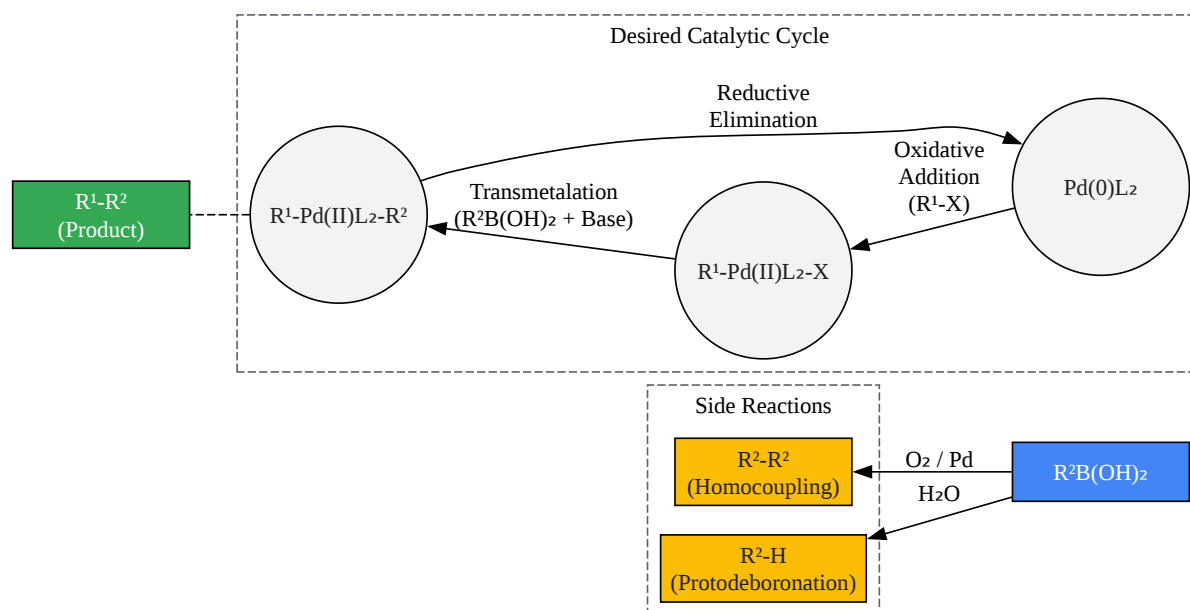 Desired Catalytic Cycle
Reductive
Elimination
Oxidative
Addition
(R¹-X)
Pd(0)L₂
Transmetalation
(R²B(OH)₂ + Base)
R¹-Pd(II)L₂-R²
R¹-R²
(Product)
R¹-Pd(II)L₂-X
Side Reactions
R²-R²
(Homocoupling)
O₂ / Pd
R²B(OH)₂
H₂O
R²-H
(Protodeboronation)